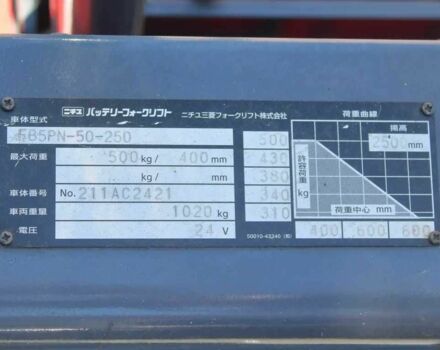 ニチユ バッテリーフォークリフト ニチユ三菱フォークリフト株式会社
車体型式 FB5PN-50-250
最大荷重 500 kg/ 400 mm
kg/ mm
車体番号 No. 211AC2421
車両重量 1020 kg
電圧 24 V
荷重曲線
揚高
2500 mm
500
430
380
340
310
許容荷重 kg
荷重中心 mm
400 600 680
50010-43340 (和)